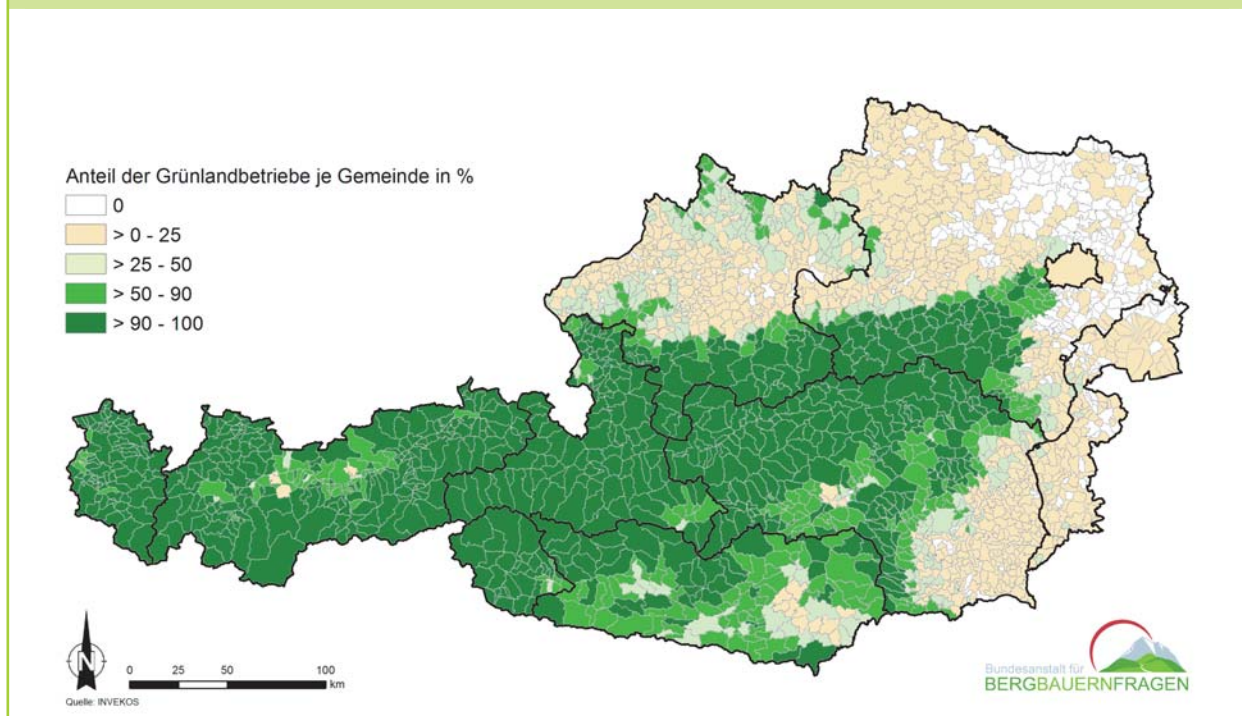 Anteil der Grünlandbetriebe je Gemeinde in %
0
> 0 - 25
> 25 - 50
> 50 - 90
> 90 - 100
N
0 25 50 100
km
Quelle: INVEKOS
Bundesanstalt für
BERGBAUERNFRAGEN